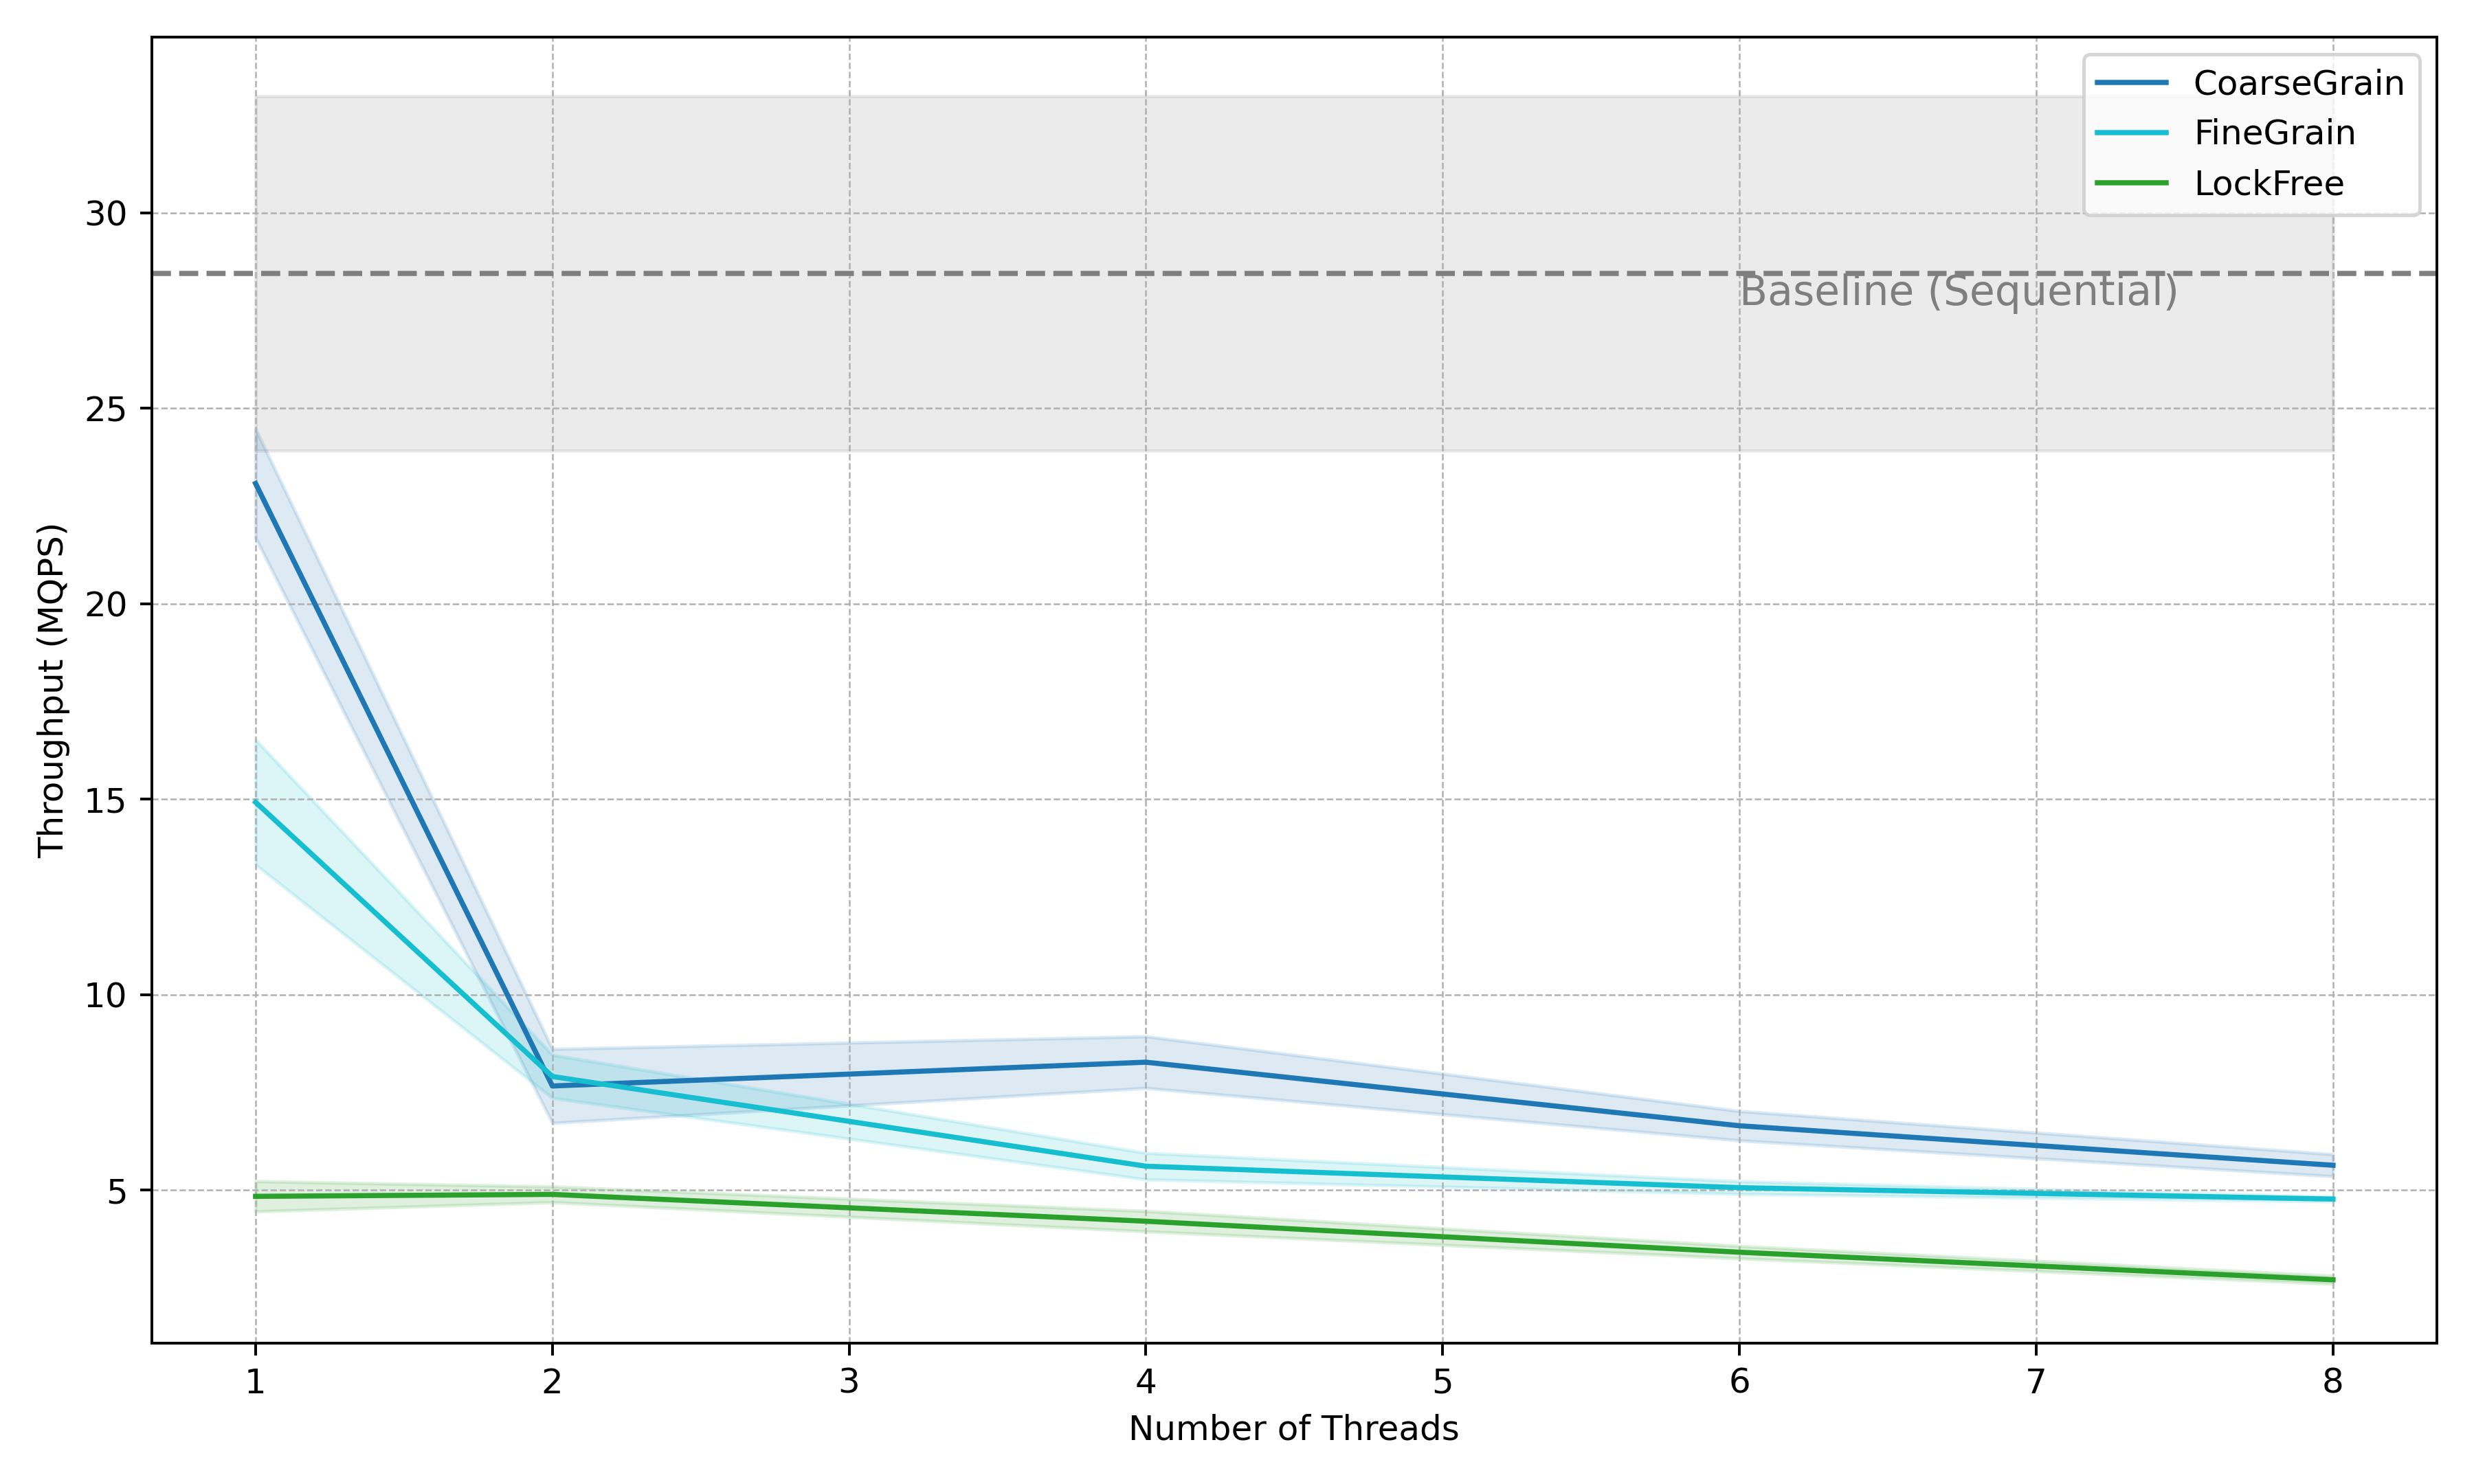 CoarseGrain
FineGrain
LockFree
Baseline (Sequential)
Throughput (MQPS)
30
25
20
15
10
5
1 2 3 4 5 6 7 8
Number of Threads